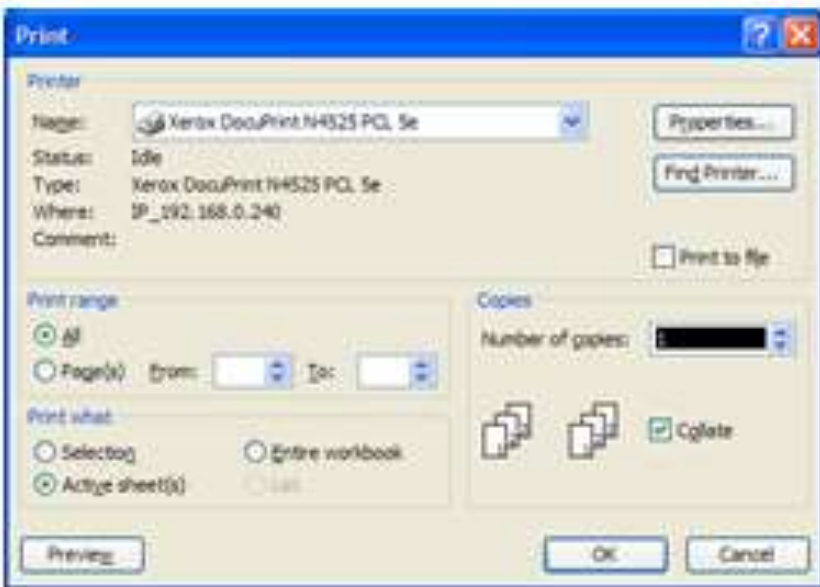 Print
Printer
Name: Xerox DocuPrint N4525 PCL 5e Properties...
Status: Idle
Type: Xerox DocuPrint N4525 PCL 5e Find Printer...
Where: IP_192.168.0.240
Comment:
Print to file
Print range
All
Page(s) From: To:
Copies
Number of copies: 1
Collate
Print what
Selection Entire workbook
Active sheet(s)
Preview OK Cancel